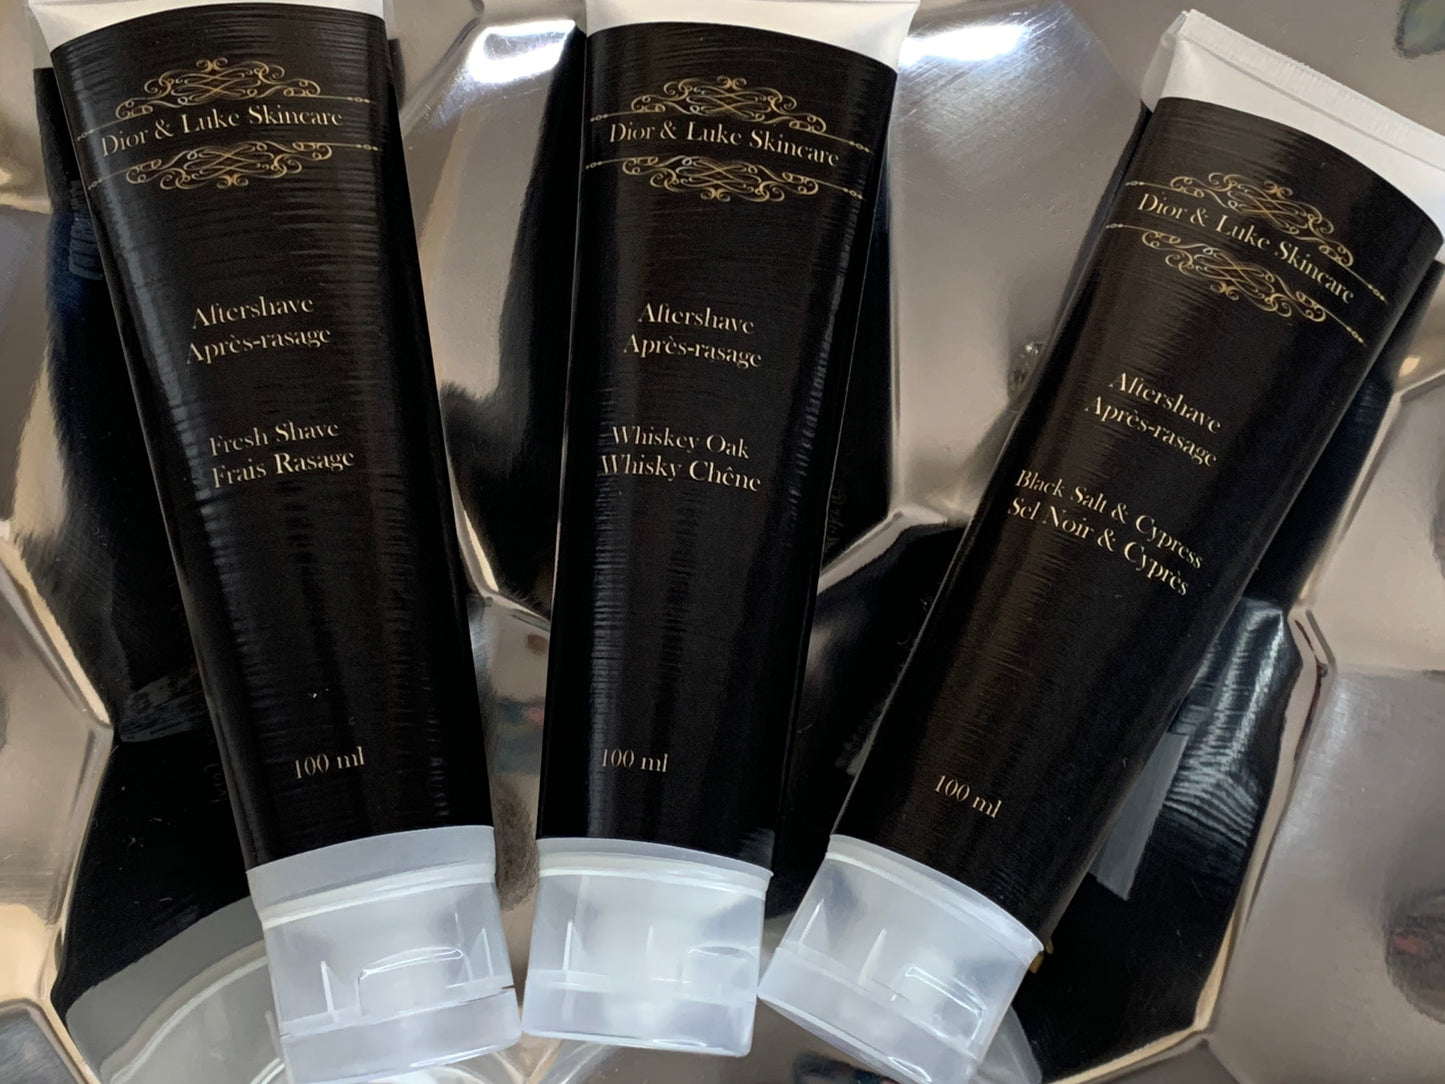 Dior & Luke Skincare
Aftershave
Après-rasage
Fresh Shave
Frais Rasage
100 ml
Dior & Luke Skincare
Aftershave
Après-rasage
Whiskey Oak
Whisky Chêne
100 ml
Dior & Luke Skincare
Aftershave
Après-rasage
Black Salt & Cypress
Sel Noir & Cyprès
100 ml